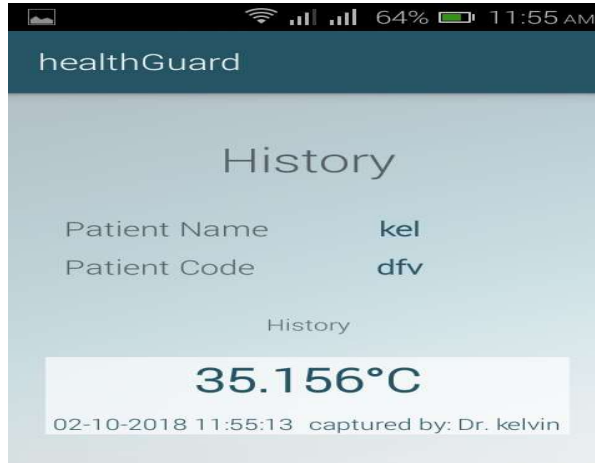 64% 11:55 AM
healthGuard
History
Patient Name kel
Patient Code dfv
History
35.156°C
02-10-2018 11:55:13 captured by: Dr. kelvin